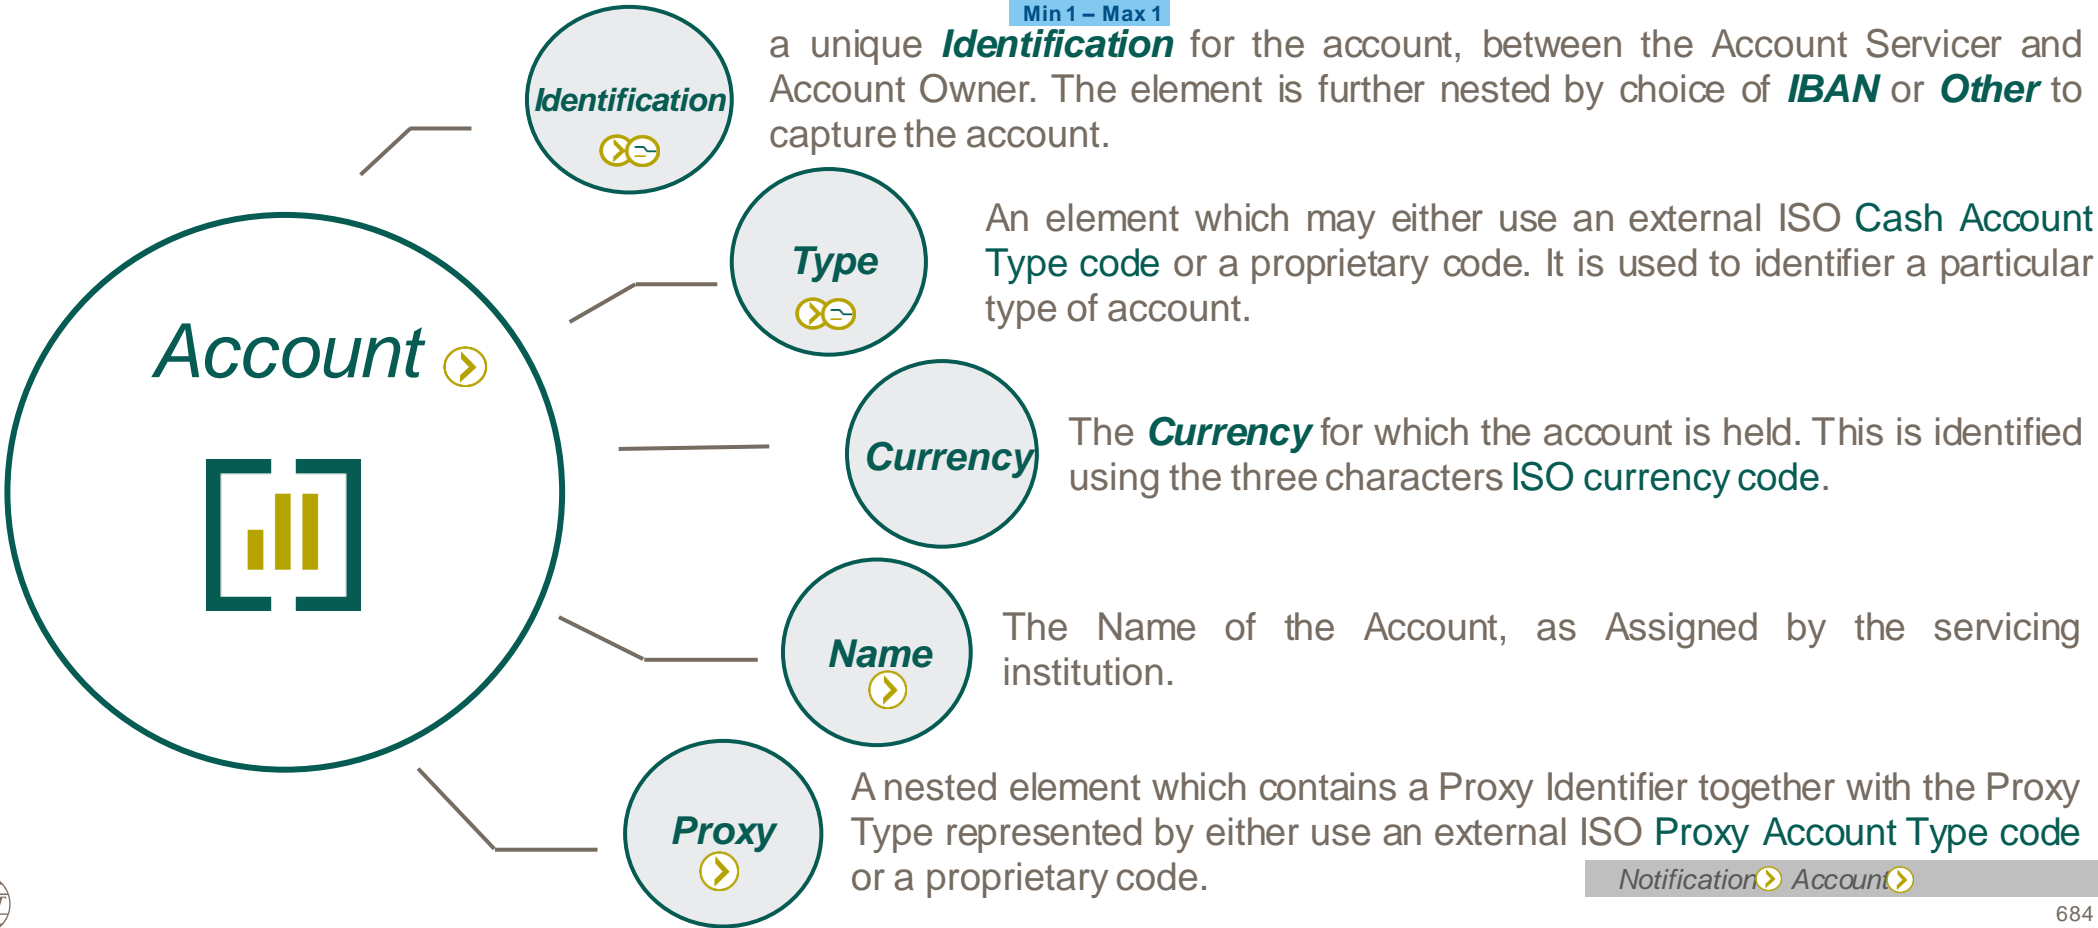 Min 1 – Max 1
Identification
a unique Identification for the account, between the Account Servicer and
Account Owner. The element is further nested by choice of IBAN or Other to
capture the account.
Type
An element which may either use an external ISO Cash Account
Type code or a proprietary code. It is used to identifier a particular
type of account.
Account
Currency
The Currency for which the account is held. This is identified
using the three characters ISO currency code.
Name
The Name of the Account, as Assigned by the servicing
institution.
Proxy
A nested element which contains a Proxy Identifier together with the Proxy
Type represented by either use an external ISO Proxy Account Type code
or a proprietary code.
Notification Account
684